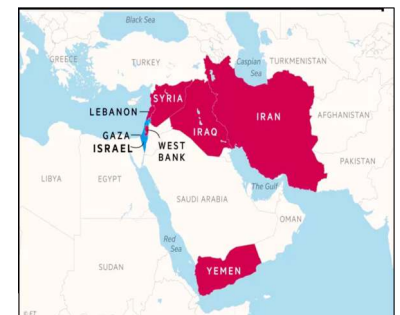 Black Sea
GREECE
TURKEY
Caspian
Sea
TURKMENISTAN
SYRIA
LEBANON
IRAN
AFGHANISTAN
GAZA
ISRAEL
WEST
BANK
IRAQ
PAKISTAN
LIBYA
EGYPT
The Gulf
SAUDI ARABIA
OMAN
Red
Sea
SUDAN
YEMEN
©FT